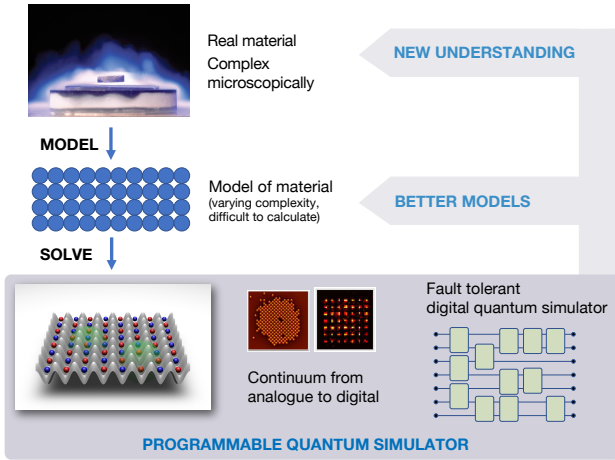 Real material
Complex
microscopically
NEW UNDERSTANDING
MODEL
Model of material
(varying complexity,
difficult to calculate)
BETTER MODELS
SOLVE
Fault tolerant
digital quantum simulator
Continuum from
analogue to digital
PROGRAMMABLE QUANTUM SIMULATOR